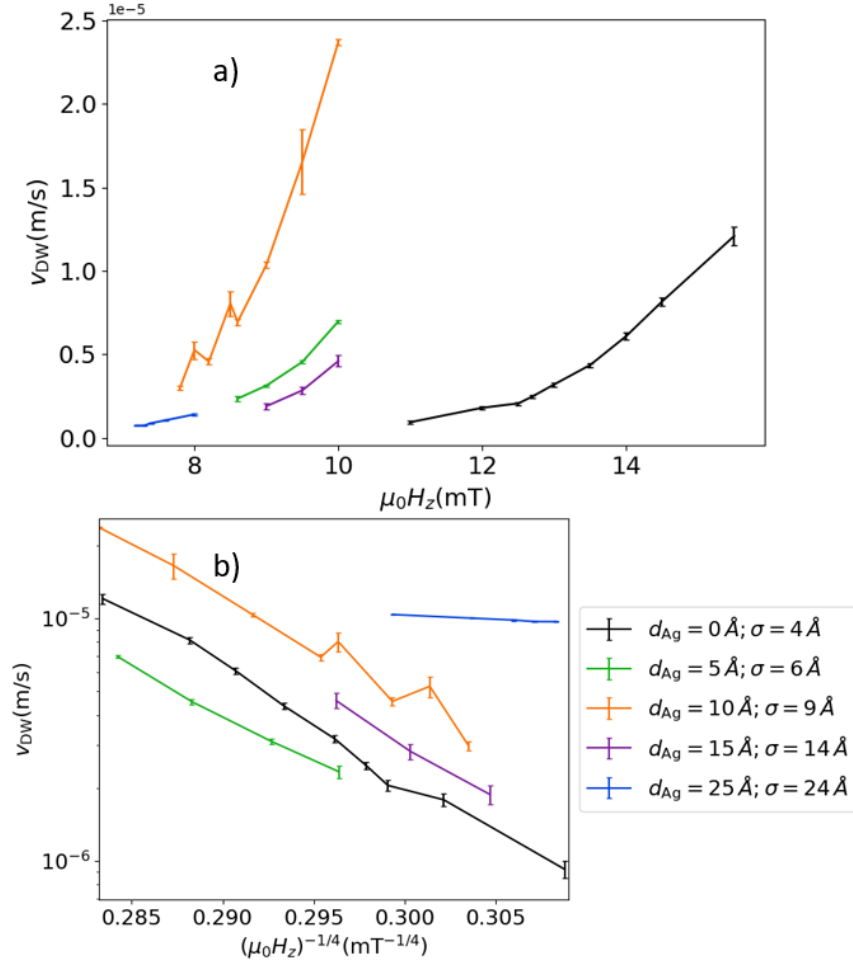 1e-5
a)
2.5
2.0
1.5
1.0
0.5
0.0
v_DW(m/s)
8 10 12 14
μ₀H_z(mT)
b)
10⁻⁵
10⁻⁶
v_DW(m/s)
0.285 0.290 0.295 0.300 0.305
(μ₀H_z)⁻¹/⁴(mT⁻¹/⁴)
d_Ag = 0 Å; σ = 4 Å
d_Ag = 5 Å; σ = 6 Å
d_Ag = 10 Å; σ = 9 Å
d_Ag = 15 Å; σ = 14 Å
d_Ag = 25 Å; σ = 24 Å